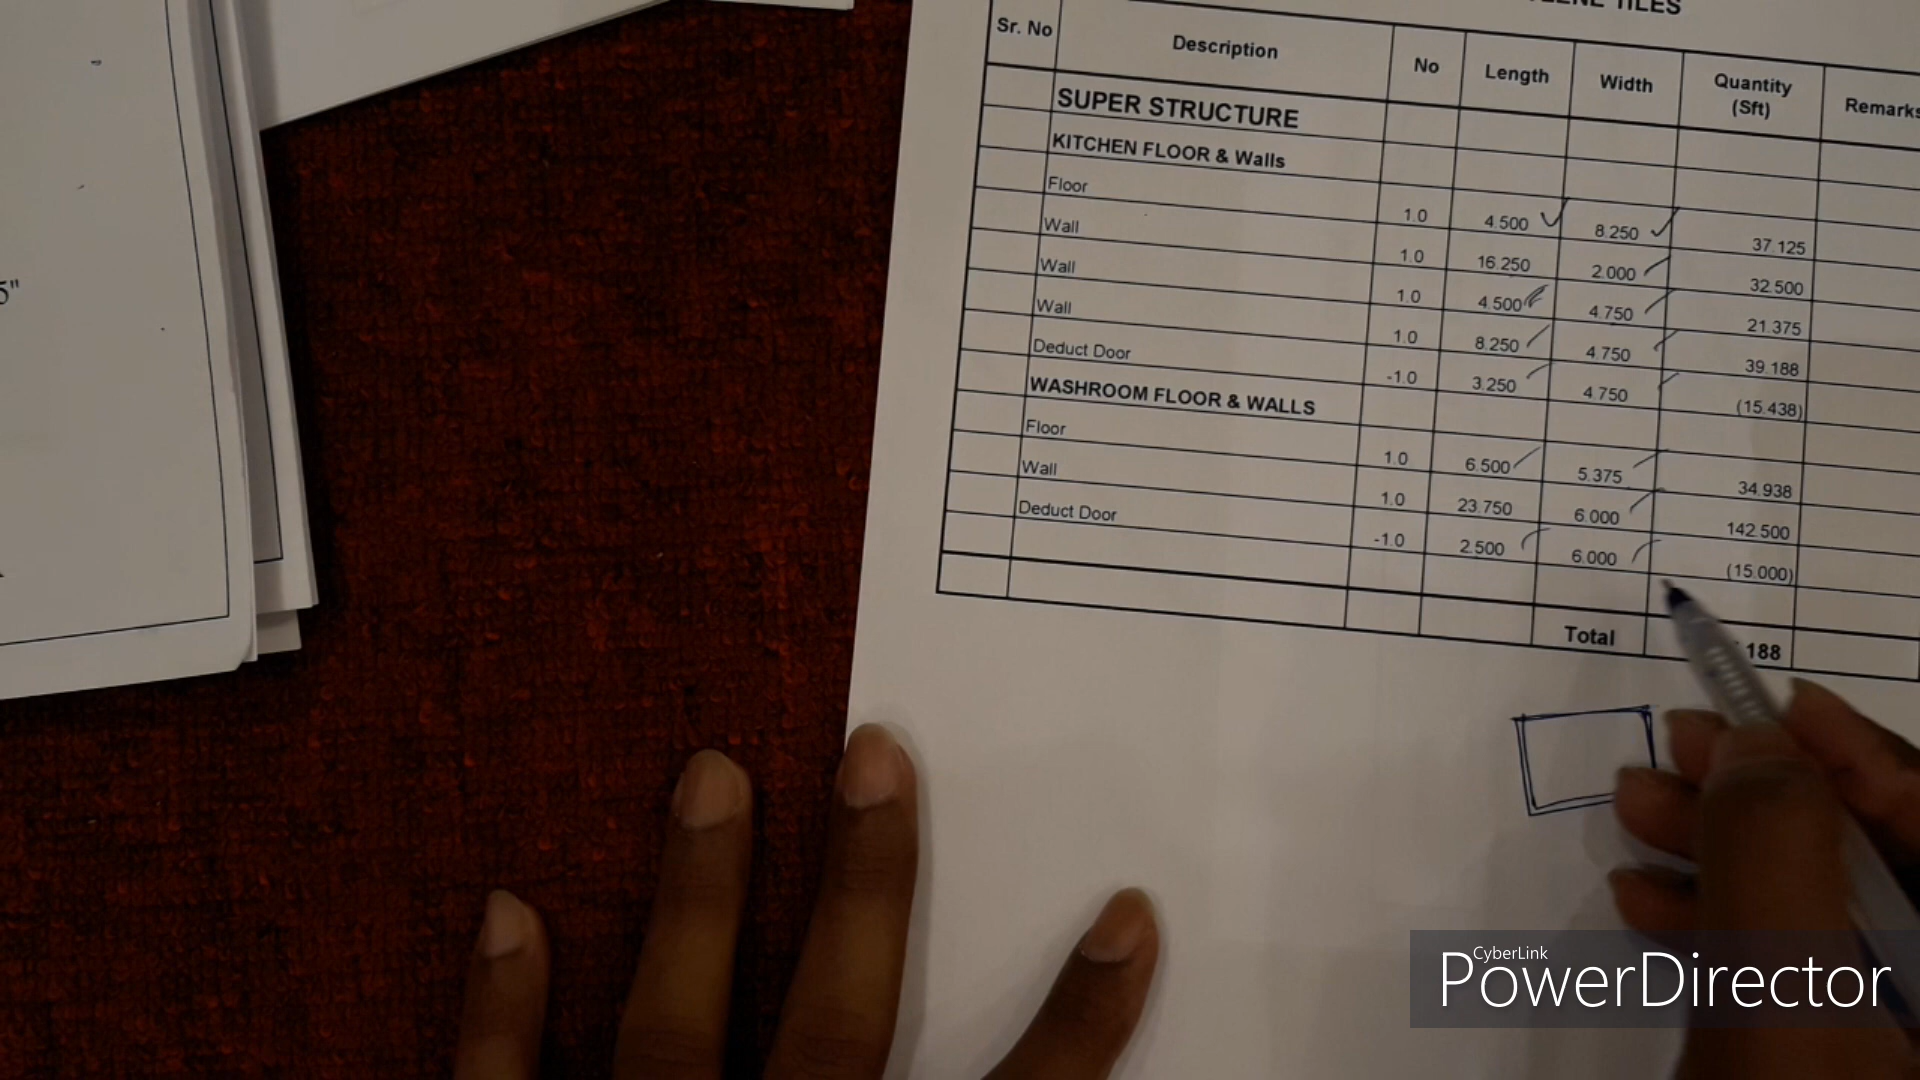 TILES
Sr. No Description No Length Width Quantity (Sft) Remarks
SUPER STRUCTURE
KITCHEN FLOOR & Walls
Floor 1.0 4.500 8.250 37.125
Wall 1.0 16.250 2.000 32.500
Wall 1.0 4.500 4.750 21.375
Wall 1.0 8.250 4.750 39.188
Deduct Door -1.0 3.250 4.750 (15.438)
WASHROOM FLOOR & WALLS
Floor 1.0 6.500 5.375 34.938
Wall 1.0 23.750 6.000 142.500
Deduct Door -1.0 2.500 6.000 (15.000)
Total 188
5"
CyberLink
PowerDirector